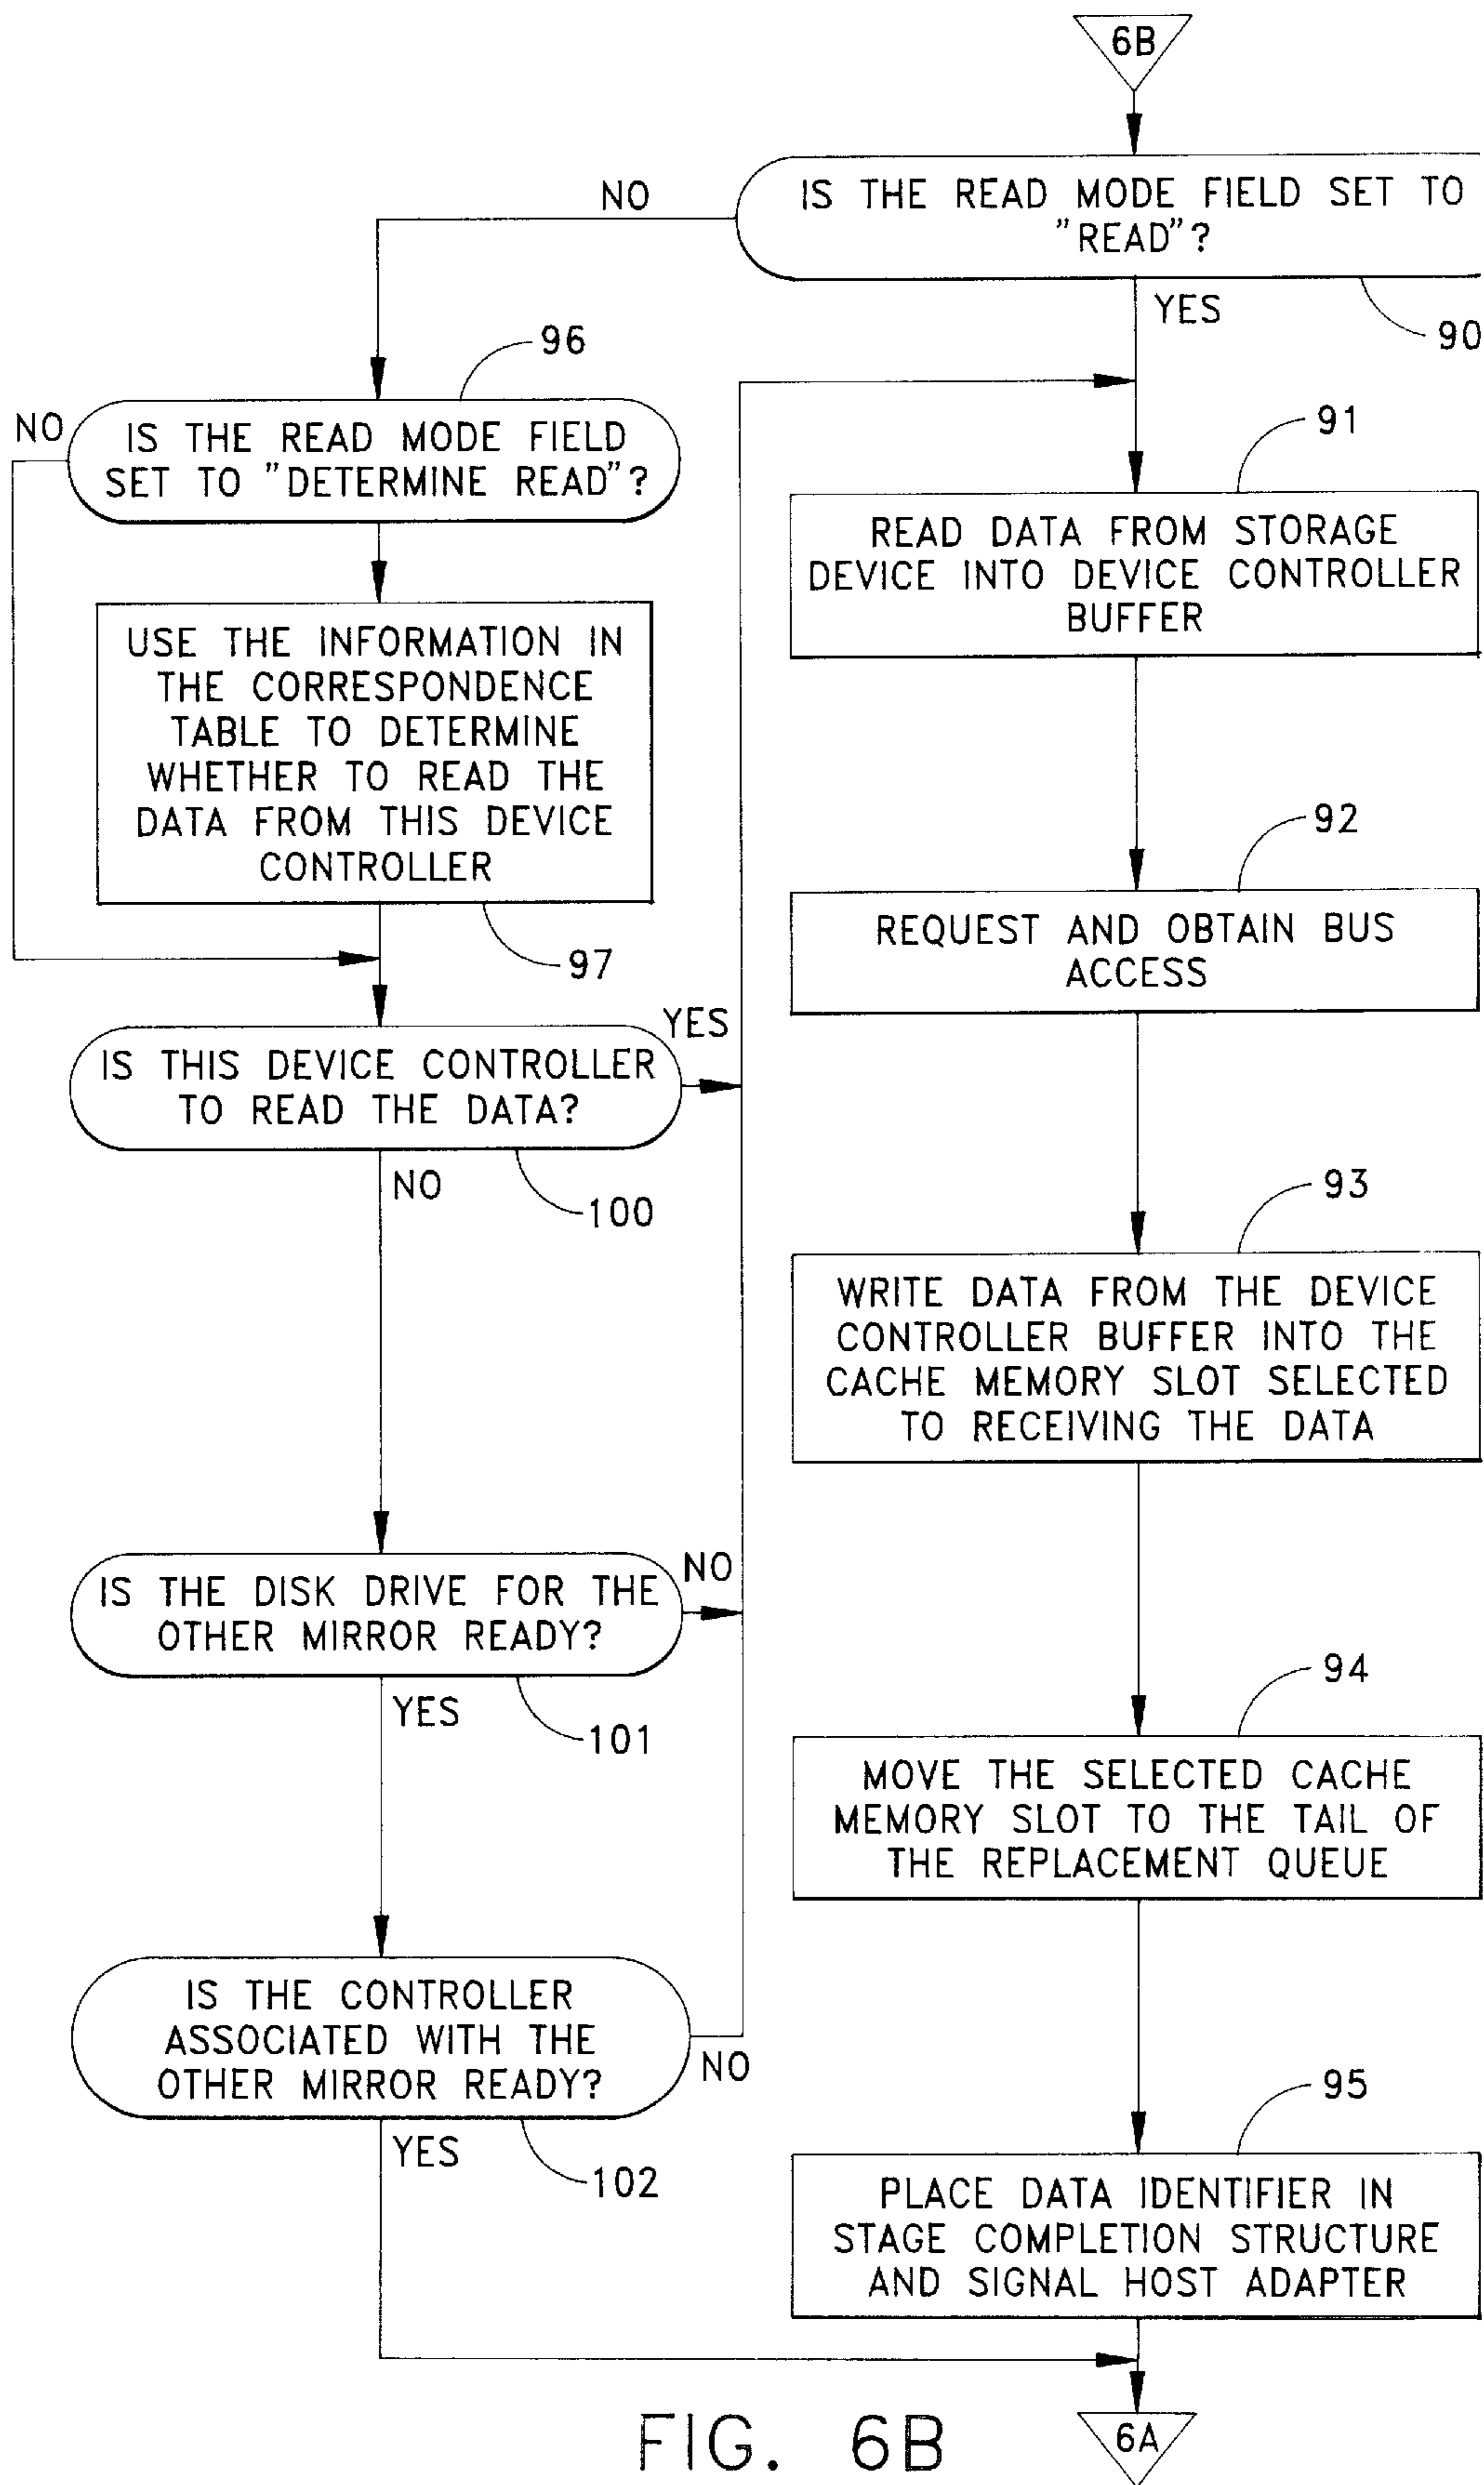 6B
IS THE READ MODE FIELD SET TO
"READ"?
NO
YES
90
96
NO
IS THE READ MODE FIELD
SET TO "DETERMINE READ"?
USE THE INFORMATION IN
THE CORRESPONDENCE
TABLE TO DETERMINE
WHETHER TO READ THE
DATA FROM THIS DEVICE
CONTROLLER
97
YES
IS THIS DEVICE CONTROLLER
TO READ THE DATA?
NO
100
NO
IS THE DISK DRIVE FOR THE
OTHER MIRROR READY?
YES
101
IS THE CONTROLLER
ASSOCIATED WITH THE
OTHER MIRROR READY?
NO
YES
102
91
READ DATA FROM STORAGE
DEVICE INTO DEVICE CONTROLLER
BUFFER
92
REQUEST AND OBTAIN BUS
ACCESS
93
WRITE DATA FROM THE DEVICE
CONTROLLER BUFFER INTO THE
CACHE MEMORY SLOT SELECTED
TO RECEIVING THE DATA
94
MOVE THE SELECTED CACHE
MEMORY SLOT TO THE TAIL OF
THE REPLACEMENT QUEUE
95
PLACE DATA IDENTIFIER IN
STAGE COMPLETION STRUCTURE
AND SIGNAL HOST ADAPTER
6A
FIG. 6B